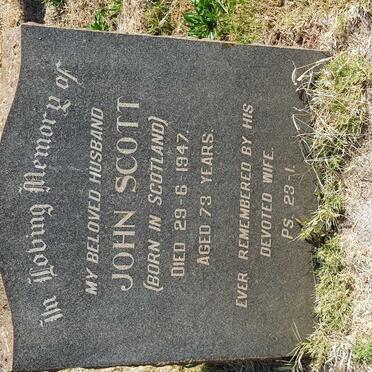 In Loving Memory of
MY BELOVED HUSBAND
JOHN SCOTT
(BORN IN SCOTLAND)
DIED 29-6-1947.
AGED 73 YEARS.
EVER REMEMBERED BY HIS
DEVOTED WIFE.
PS. 23-1.